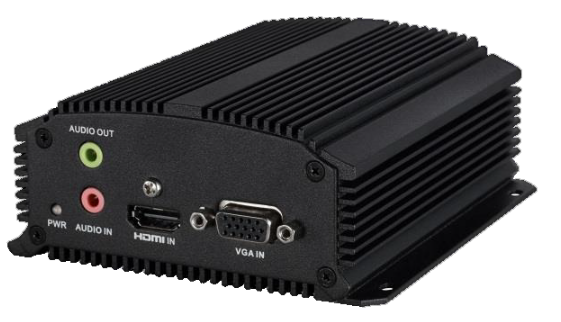 AUDIO OUT
PWR
AUDIO IN
HDMI IN
VGA IN